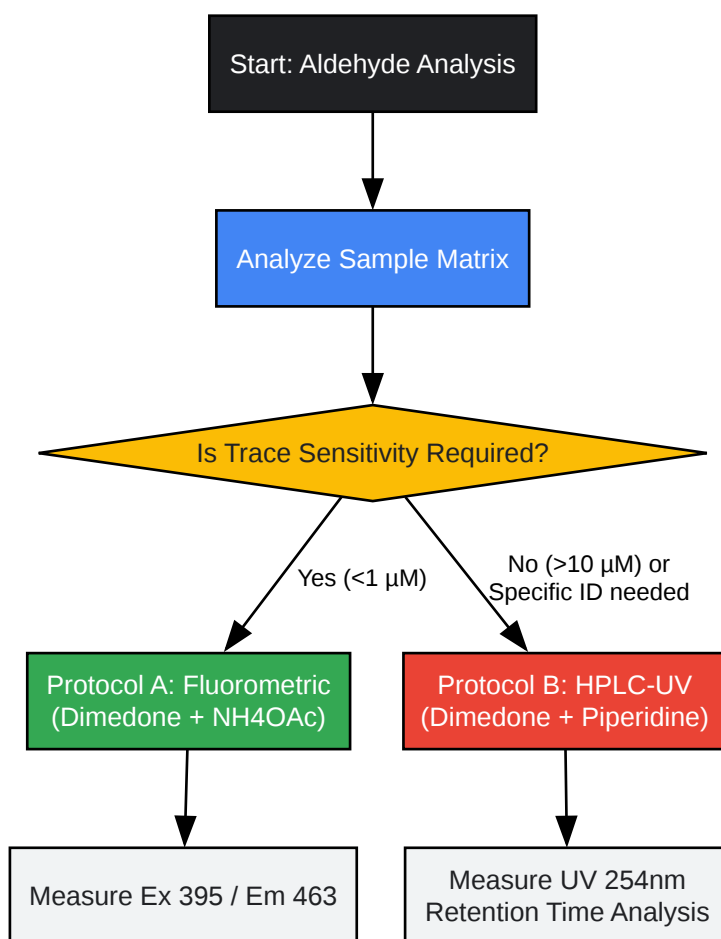 Start: Aldehyde Analysis
Analyze Sample Matrix
Is Trace Sensitivity Required?
Yes (<1 µM)
No (>10 µM) or
Specific ID needed
Protocol A: Fluorometric
(Dimedone + NH4OAc)
Protocol B: HPLC-UV
(Dimedone + Piperidine)
Measure Ex 395 / Em 463
Measure UV 254nm
Retention Time Analysis